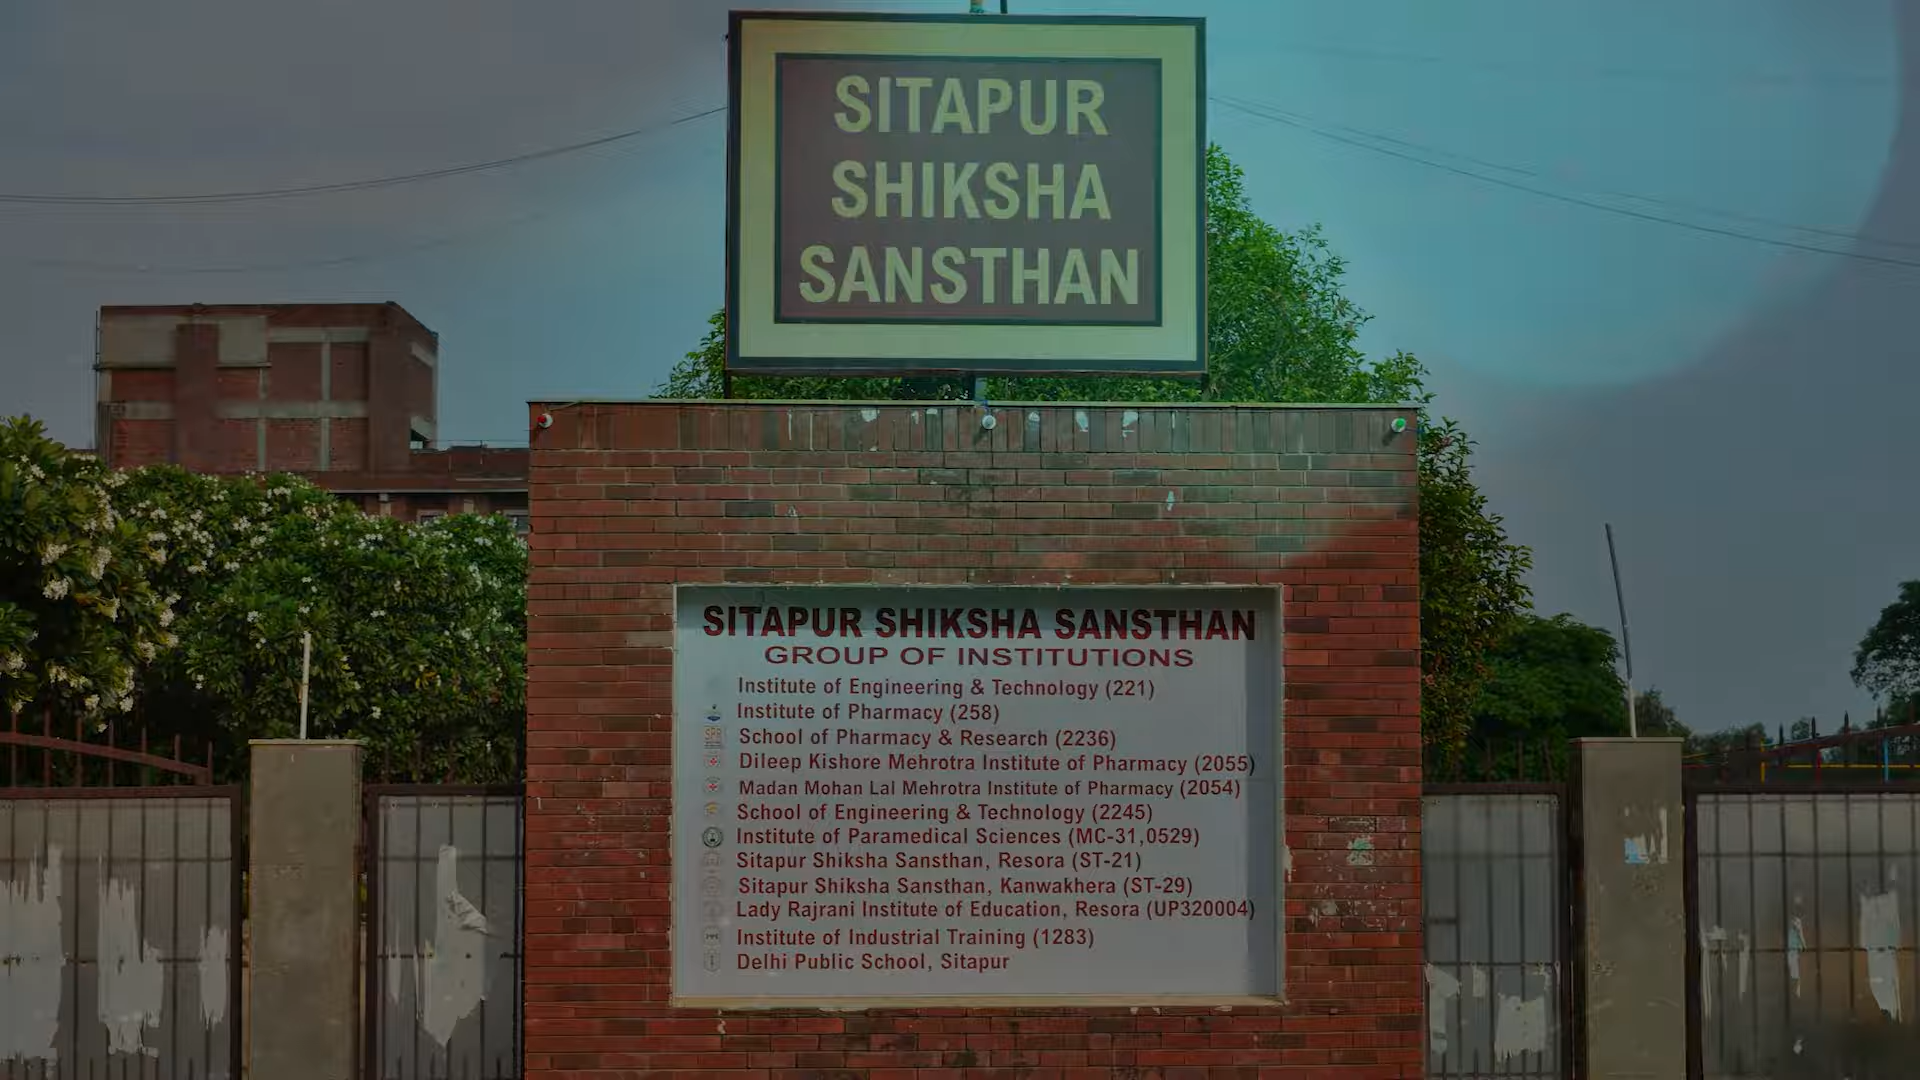 SITAPUR
SHIKSHA
SANSTHAN
SITAPUR SHIKSHA SANSTHAN
GROUP OF INSTITUTIONS
Institute of Engineering & Technology (221)
Institute of Pharmacy (258)
School of Pharmacy & Research (2236)
Dileep Kishore Mehrotra Institute of Pharmacy (2055)
Madan Mohan Lal Mehrotra Institute of Pharmacy (2054)
School of Engineering & Technology (2245)
Institute of Paramedical Sciences (MC-31,0529)
Sitapur Shiksha Sansthan, Resora (ST-21)
Sitapur Shiksha Sansthan, Kanwakhera (ST-29)
Lady Rajrani Institute of Education, Resora (UP320004)
Institute of Industrial Training (1283)
Delhi Public School, Sitapur